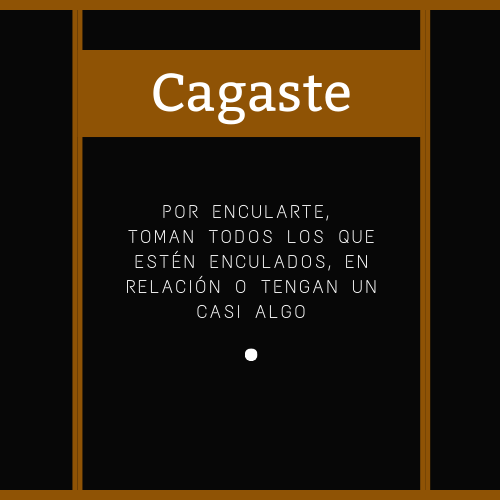 Cagaste
POR ENCULARTE,
TOMAN TODOS LOS QUE
ESTÉN ENCULADOS, EN
RELACIÓN O TENGAN UN
CASI ALGO